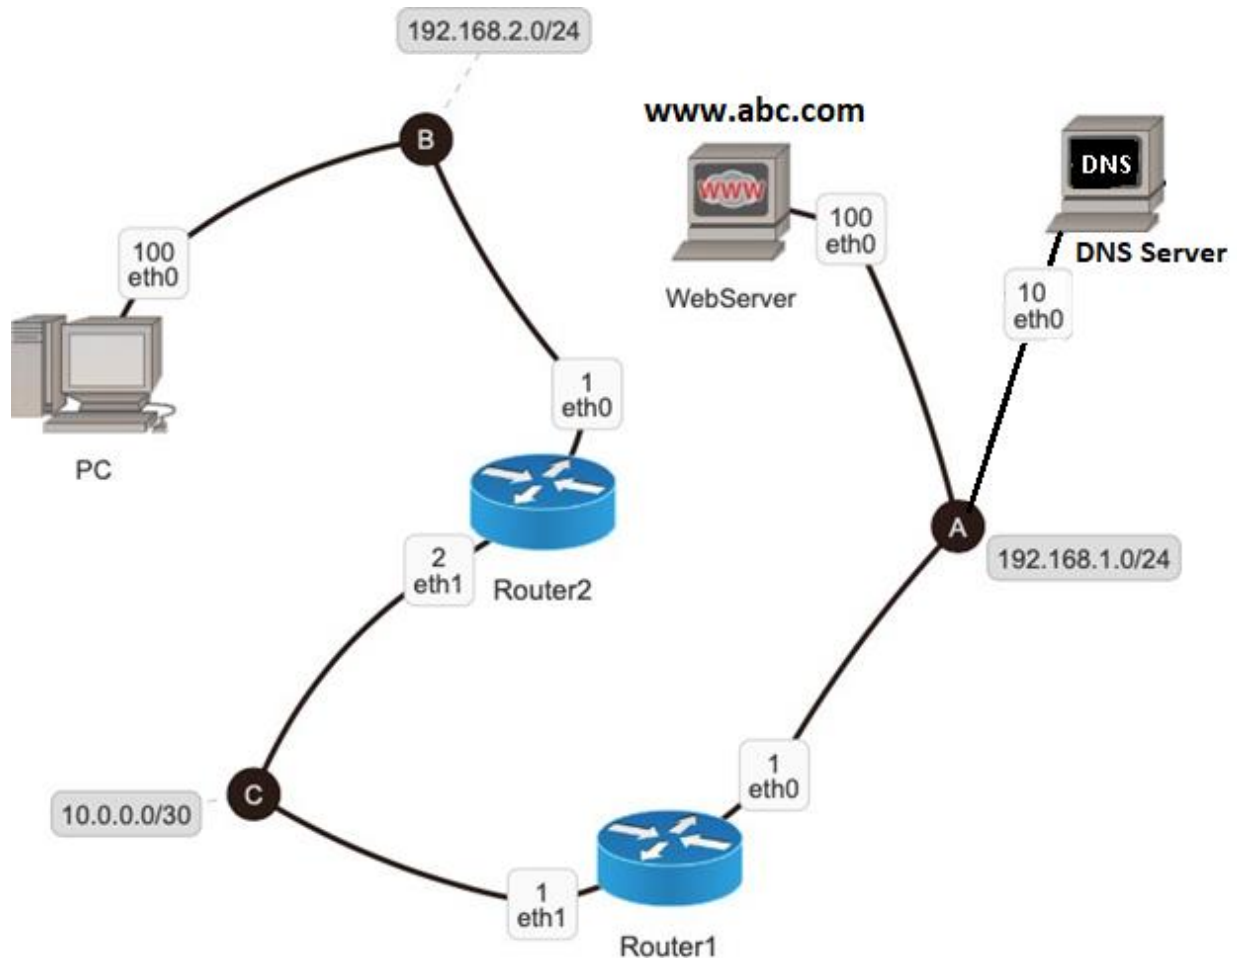 192.168.2.0/24
B
100
eth0
PC
1
eth0
2
eth1
Router2
C
10.0.0.0/30
1
eth1
Router1
1
eth0
A
192.168.1.0/24
www.abc.com
WWW
WebServer
100
eth0
DNS
DNS Server
10
eth0